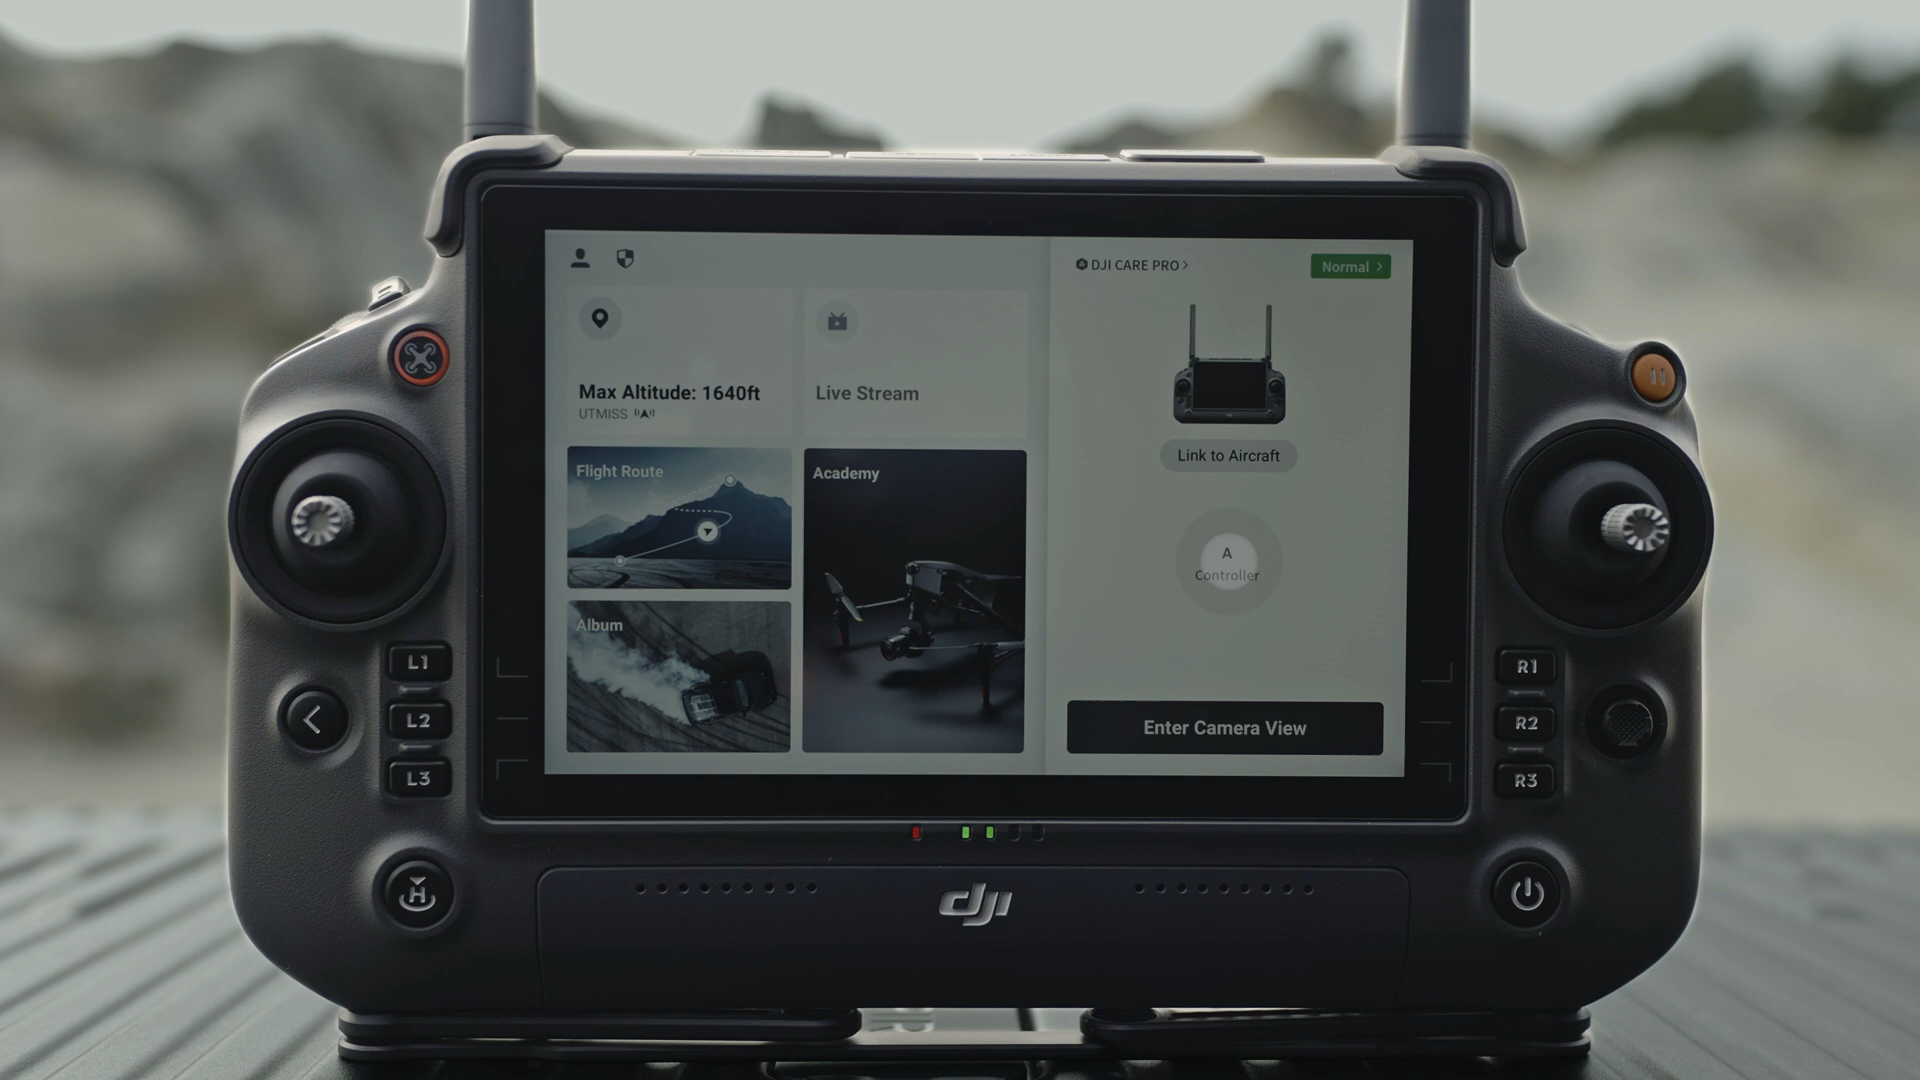 DJI CARE PRO
Normal
Max Altitude: 1640ft
UTMISS
Live Stream
Link to Aircraft
Flight Route
Academy
A
Controller
Album
Enter Camera View
L1
L2
L3
R1
R2
R3
H
dji